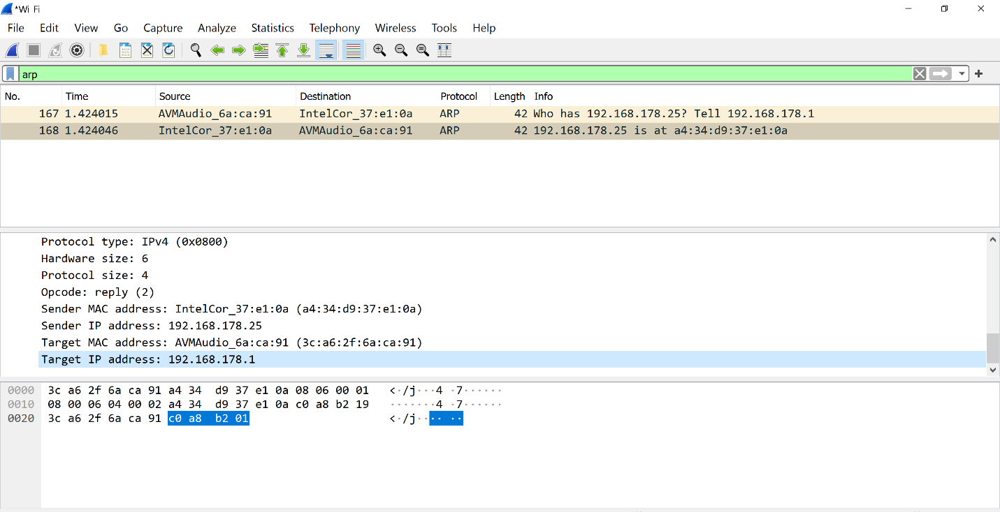 *Wi Fi
File Edit View Go Capture Analyze Statistics Telephony Wireless Tools Help
arp
No. Time Source Destination Protocol Length Info
167 1.424015 AVMAudio_6a:ca:91 IntelCor_37:e1:0a ARP 42 Who has 192.168.178.25? Tell 192.168.178.1
168 1.424046 IntelCor_37:e1:0a AVMAudio_6a:ca:91 ARP 42 192.168.178.25 is at a4:34:d9:37:e1:0a
Protocol type: IPv4 (0x0800)
Hardware size: 6
Protocol size: 4
Opcode: reply (2)
Sender MAC address: IntelCor_37:e1:0a (a4:34:d9:37:e1:0a)
Sender IP address: 192.168.178.25
Target MAC address: AVMAudio_6a:ca:91 (3c:a6:2f:6a:ca:91)
Target IP address: 192.168.178.1
0000 3c a6 2f 6a ca 91 a4 34 d9 37 e1 0a 08 06 00 01 <·/j···4 ·7······
0010 08 00 06 04 00 02 a4 34 d9 37 e1 0a c0 a8 b2 19 ·······4 ·7······
0020 3c a6 2f 6a ca 91 c0 a8 b2 01 <·/j···· ··